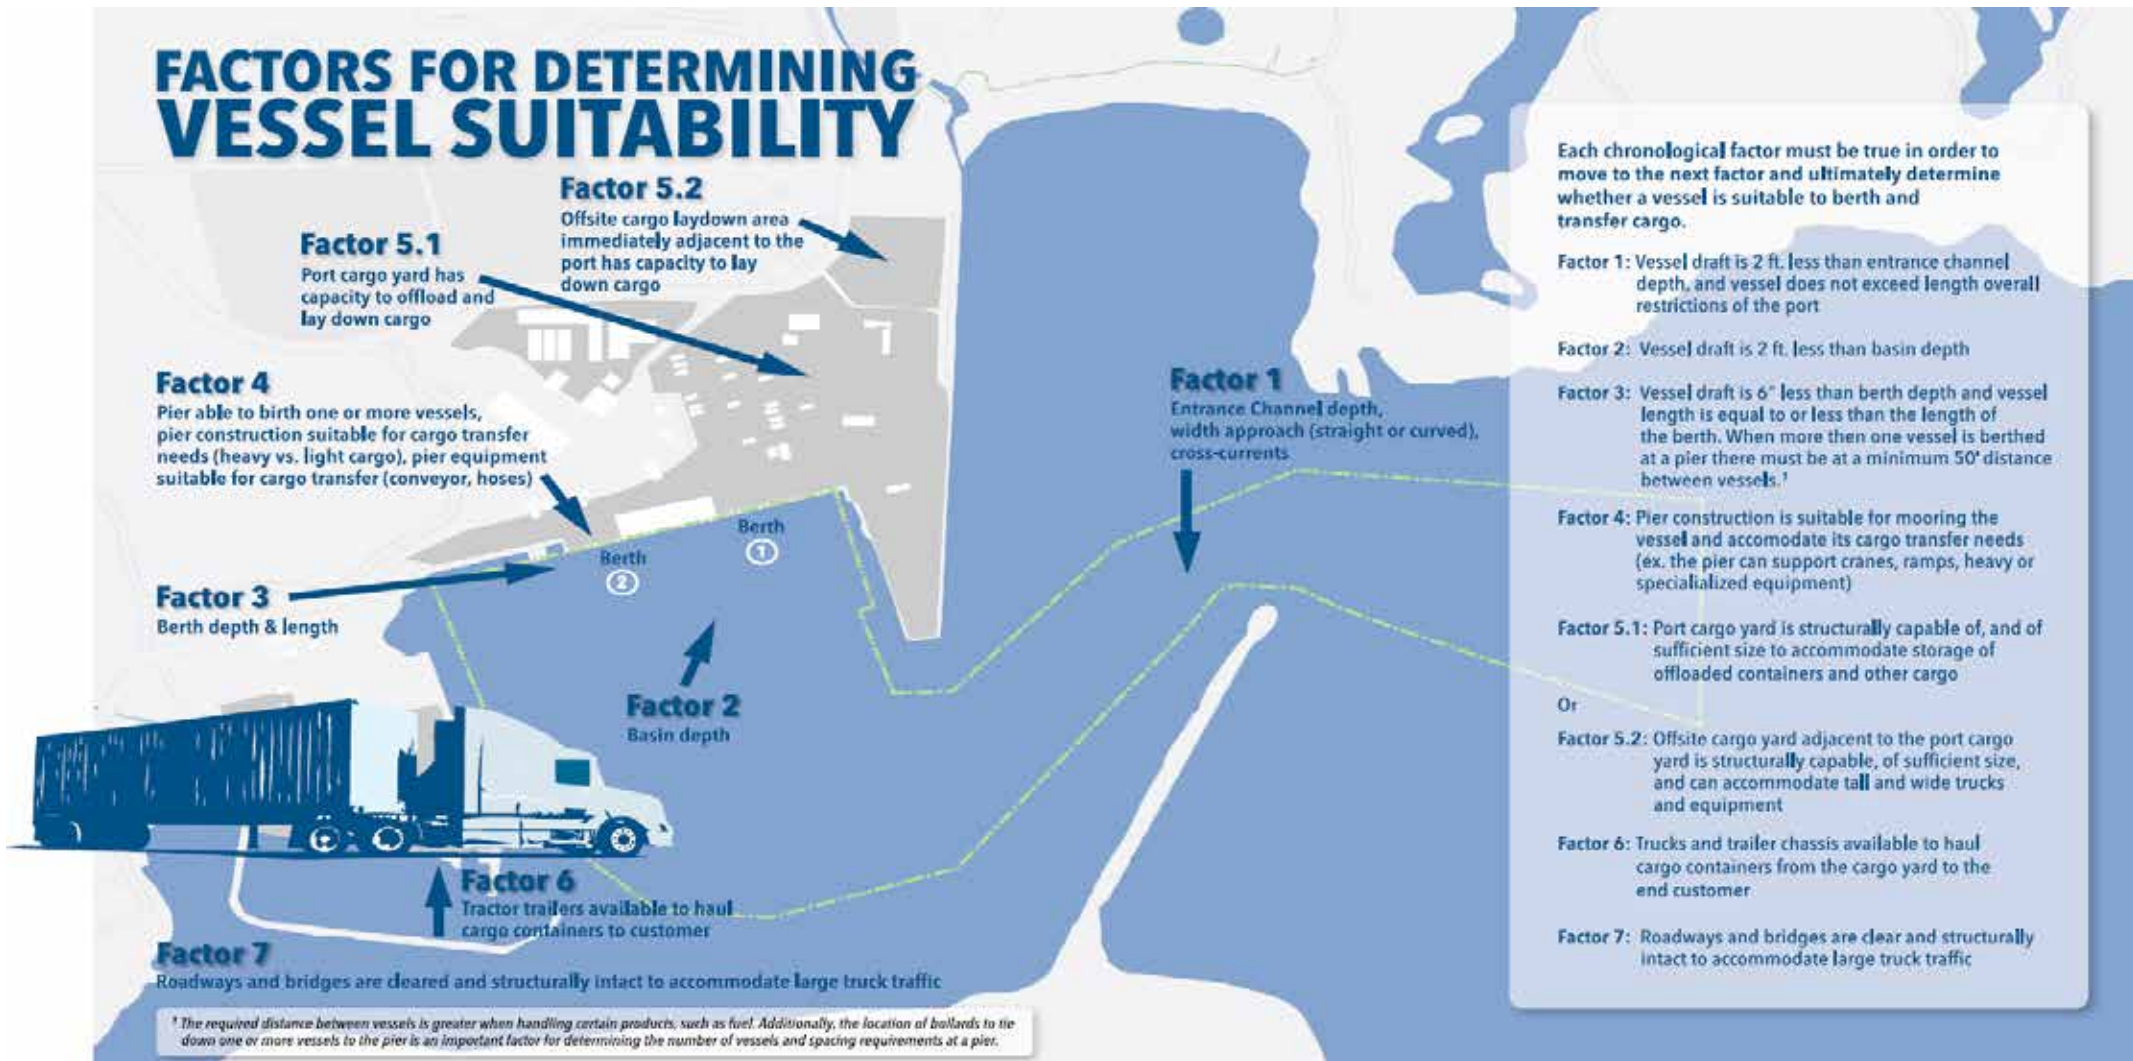 FACTORS FOR DETERMINING
VESSEL SUITABILITY
Factor 5.2
Offsite cargo laydown area
immediately adjacent to the
port has capacity to lay
down cargo
Factor 5.1
Port cargo yard has
capacity to offload and
lay down cargo
Factor 4
Pier able to birth one or more vessels,
pier construction suitable for cargo transfer
needs (heavy vs. light cargo), pier equipment
suitable for cargo transfer (conveyor, hoses)
Factor 1
Entrance Channel depth,
width approach (straight or curved),
cross-currents
Berth
1
Berth
2
Factor 3
Berth depth & length
Factor 2
Basin depth
Factor 6
Tractor trailers available to haul
cargo containers to customer
Factor 7
Roadways and bridges are cleared and structurally intact to accommodate large truck traffic
¹ The required distance between vessels is greater when handling certain products, such as fuel. Additionally, the location of bollards to tie
down one or more vessels to the pier is an important factor for determining the number of vessels and spacing requirements at a pier.
Each chronological factor must be true in order to
move to the next factor and ultimately determine
whether a vessel is suitable to berth and
transfer cargo.
Factor 1: Vessel draft is 2 ft. less than entrance channel
depth, and vessel does not exceed length overall
restrictions of the port
Factor 2: Vessel draft is 2 ft. less than basin depth
Factor 3: Vessel draft is 6" less than berth depth and vessel
length is equal to or less than the length of
the berth. When more then one vessel is berthed
at a pier there must be at a minimum 50' distance
between vessels.¹
Factor 4: Pier construction is suitable for mooring the
vessel and accomodate its cargo transfer needs
(ex. the pier can support cranes, ramps, heavy or
specialialized equipment)
Factor 5.1: Port cargo yard is structurally capable of, and of
sufficient size to accommodate storage of
offloaded containers and other cargo
Or
Factor 5.2: Offsite cargo yard adjacent to the port cargo
yard is structurally capable, of sufficient size,
and can accommodate tall and wide trucks
and equipment
Factor 6: Trucks and trailer chassis available to haul
cargo containers from the cargo yard to the
end customer
Factor 7: Roadways and bridges are clear and structurally
intact to accommodate large truck traffic